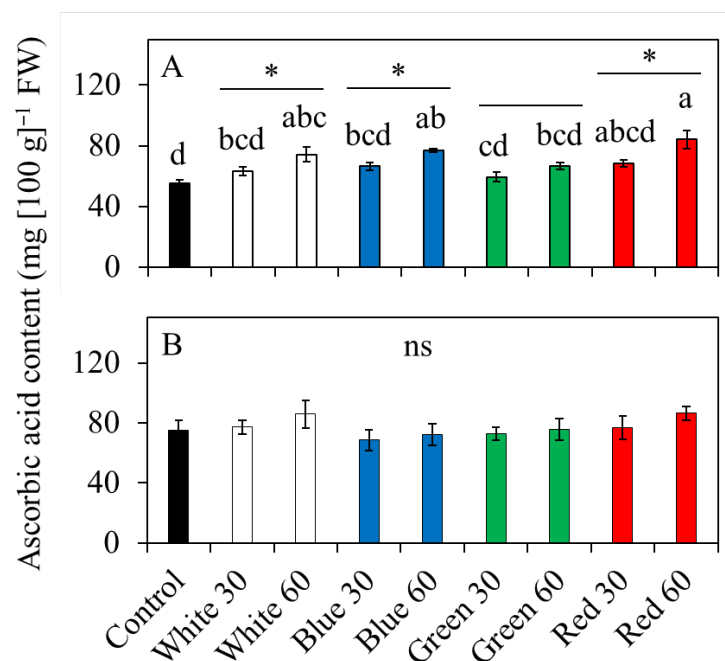 Ascorbic acid content (mg [100 g]⁻¹ FW)
A
120
80
40
0
* * *
d bcd abc bcd ab cd bcd abcd a
B
ns
120
80
40
0
Control White 30 White 60 Blue 30 Blue 60 Green 30 Green 60 Red 30 Red 60